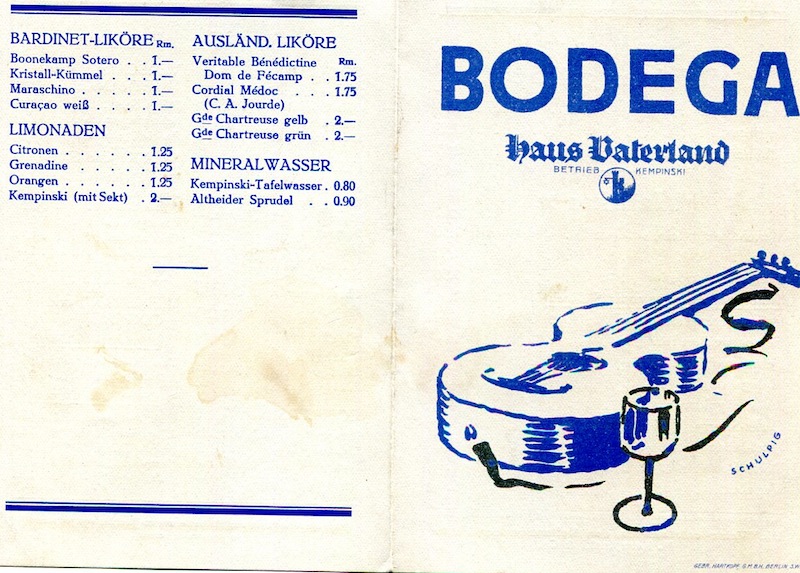 BARDINET-LIKÖRE Rm.
Boonekamp Sotero . . 1.—
Kristall-Kümmel . . . . 1.—
Maraschino . . . . . 1.—
Curaçao weiß . . . . 1.—
LIMONADEN
Citronen . . . . . . 1.25
Grenadine . . . . . 1.25
Orangen . . . . . . 1.25
Kempinski (mit Sekt) . 2.—
AUSLÄND. LIKÖRE
Veritable Bénédictine Rm.
Dom de Fécamp . . 1.75
Cordial Médoc . . . 1.75
(C. A. Jourde)
Gde Chartreuse gelb . 2.—
Gde Chartreuse grün . 2.—
MINERALWASSER
Kempinski-Tafelwasser . 0.80
Altheider Sprudel . . 0.90
BODEGA
Haus Vaterland
BETRIEB KEMPINSKI
SCHULPIG
GEBR. HARTKOPF, G.M.B.H. BERLIN S.W.